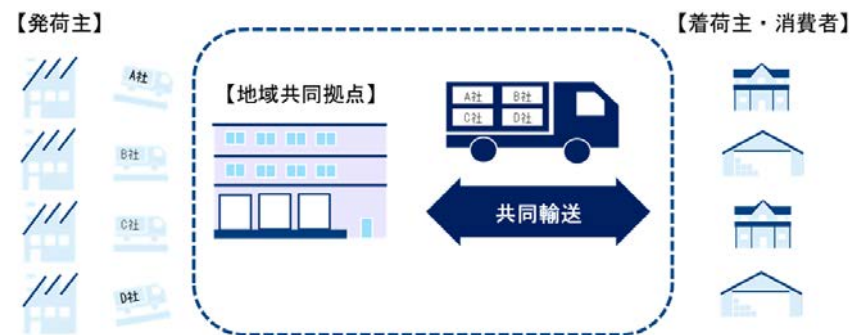 【発荷主】
A社
B社
C社
D社
【地域共同拠点】
A社 B社
C社 D社
共同輸送
【着荷主・消費者】